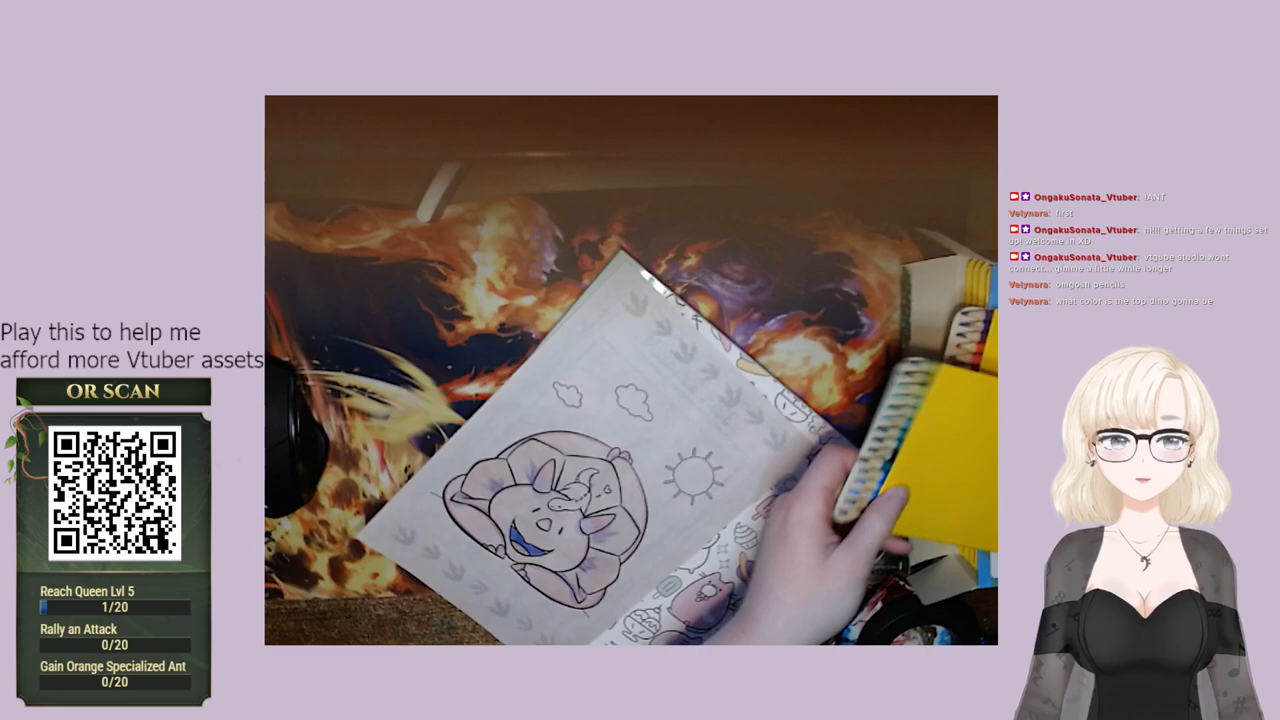 Play this to help me
afford more Vtuber assets
OR SCAN
Reach Queen Lvl 5
1/20
Rally an Attack
0/20
Gain Orange Specialized Ant
0/20
OngakuSonata_Vtuber: !ANT
Velynara: first
OngakuSonata_Vtuber: hi!!! getting a few things set
up! welcome in XD
OngakuSonata_Vtuber: vtgube studio wont
connect... gimme a little while longer
Velynara: omgosh pencils
Velynara: what color is the top dino gonna be